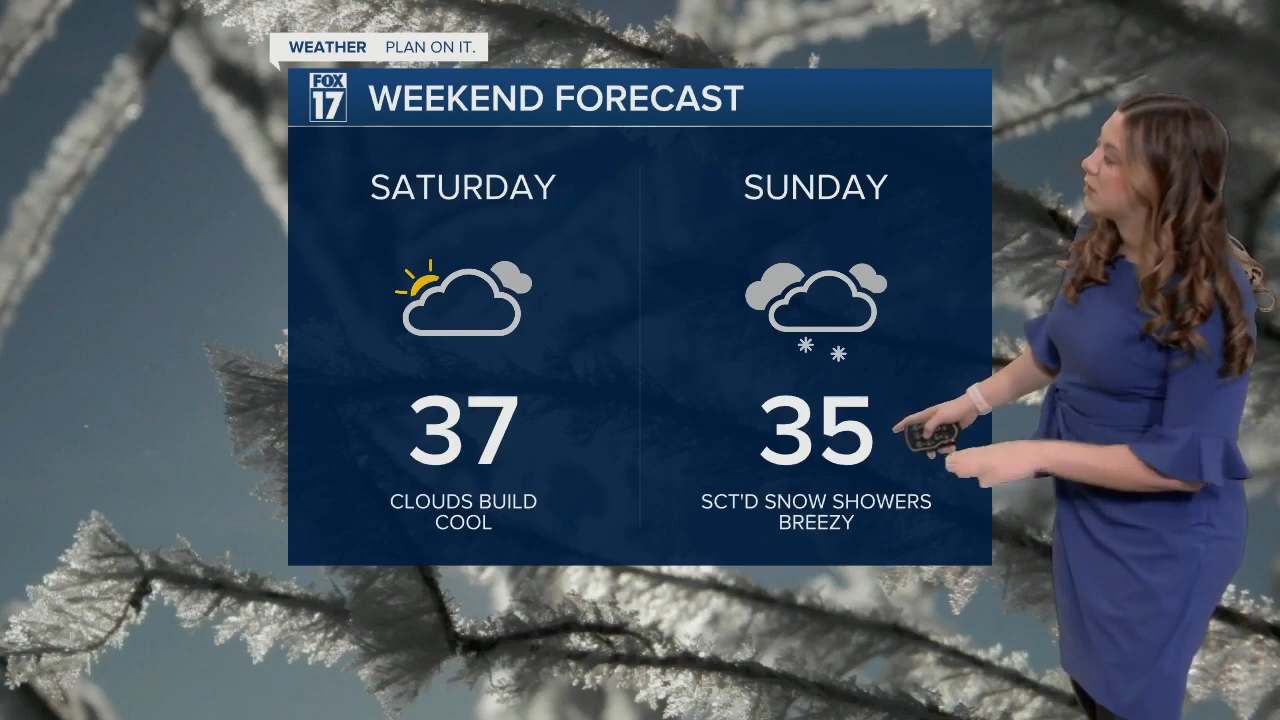 WEATHER PLAN ON IT.
FOX
17
WEEKEND FORECAST
SATURDAY
37
CLOUDS BUILD
COOL
SUNDAY
35
SCT'D SNOW SHOWERS
BREEZY